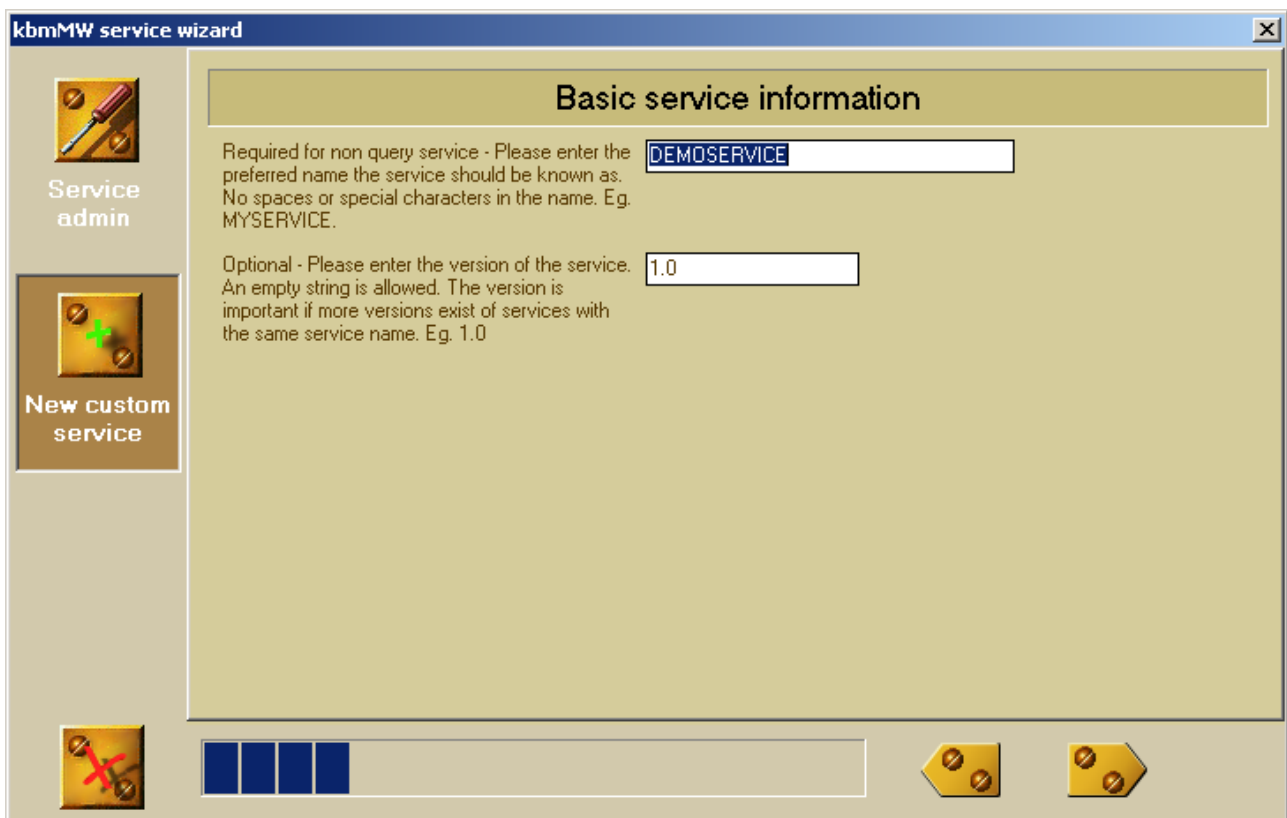 kbmMW service wizard
Service
admin
New custom
service
Basic service information
Required for non query service - Please enter the
preferred name the service should be known as.
No spaces or special characters in the name. Eg.
MYSERVICE.
DEMOSERVICE
Optional - Please enter the version of the service.
An empty string is allowed. The version is
important if more versions exist of services with
the same service name. Eg. 1.0
1.0